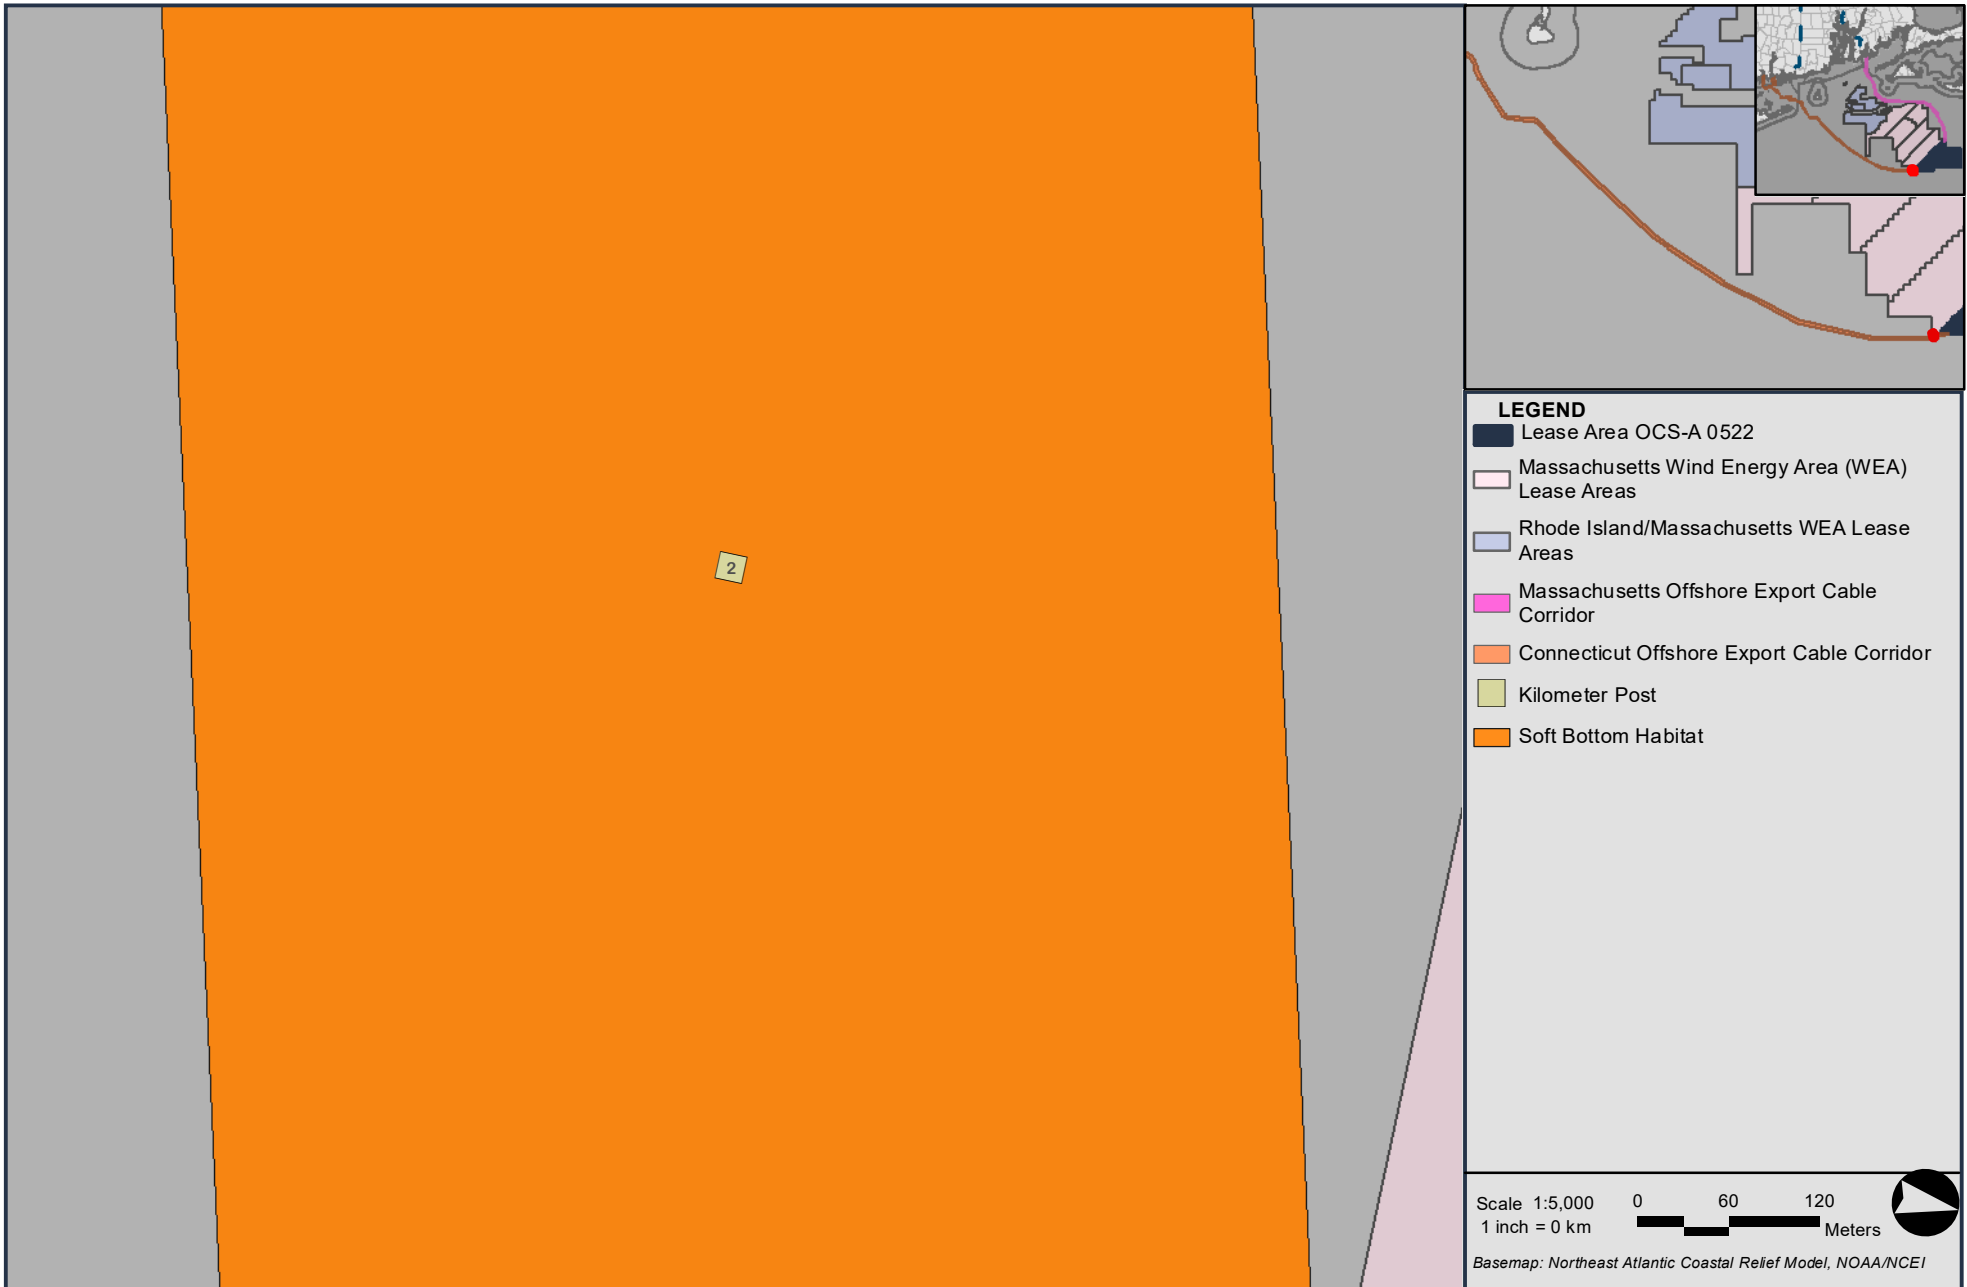 2
LEGEND
Lease Area OCS-A 0522
Massachusetts Wind Energy Area (WEA)
Lease Areas
Rhode Island/Massachusetts WEA Lease
Areas
Massachusetts Offshore Export Cable
Corridor
Connecticut Offshore Export Cable Corridor
Kilometer Post
Soft Bottom Habitat
Scale 1:5,000
1 inch = 0 km
0 60 120
Meters
Basemap: Northeast Atlantic Coastal Relief Model, NOAA/NCEI